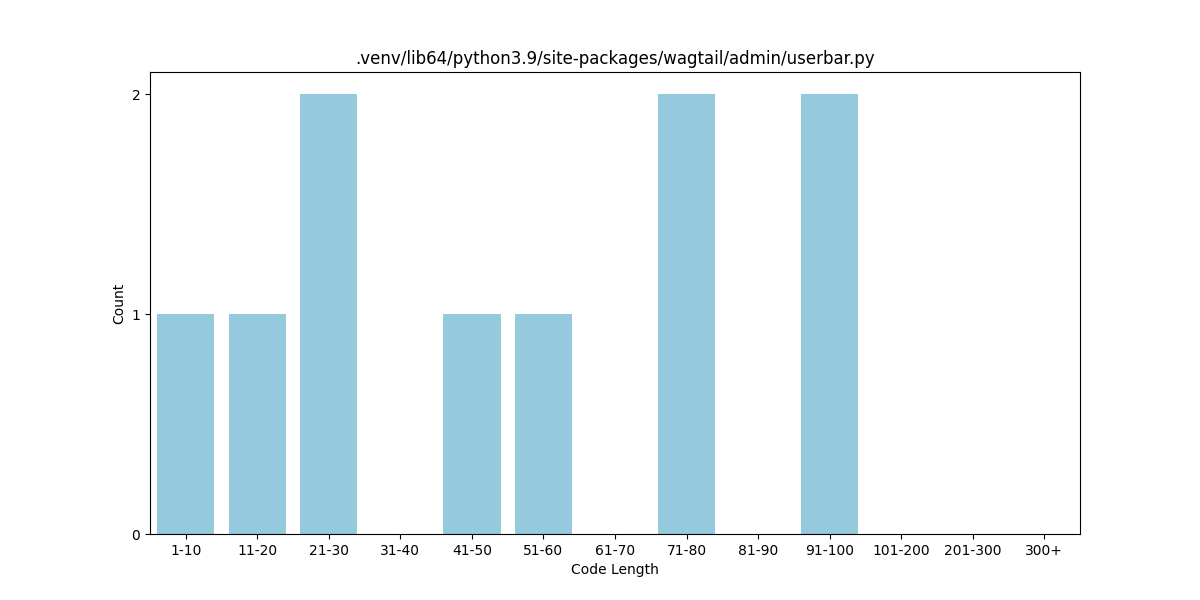 .venv/lib64/python3.9/site-packages/wagtail/admin/userbar.py
2
1
0
Count
1-10 11-20 21-30 31-40 41-50 51-60 61-70 71-80 81-90 91-100 101-200 201-300 300+
Code Length